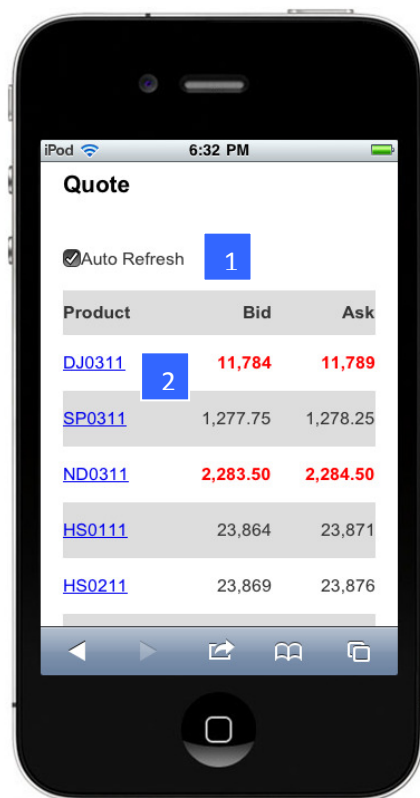 iPod 6:32 PM
Quote
Auto Refresh 1
Product Bid Ask
DJ0311 2 11,784 11,789
SP0311 1,277.75 1,278.25
ND0311 2,283.50 2,284.50
HS0111 23,864 23,871
HS0211 23,869 23,876